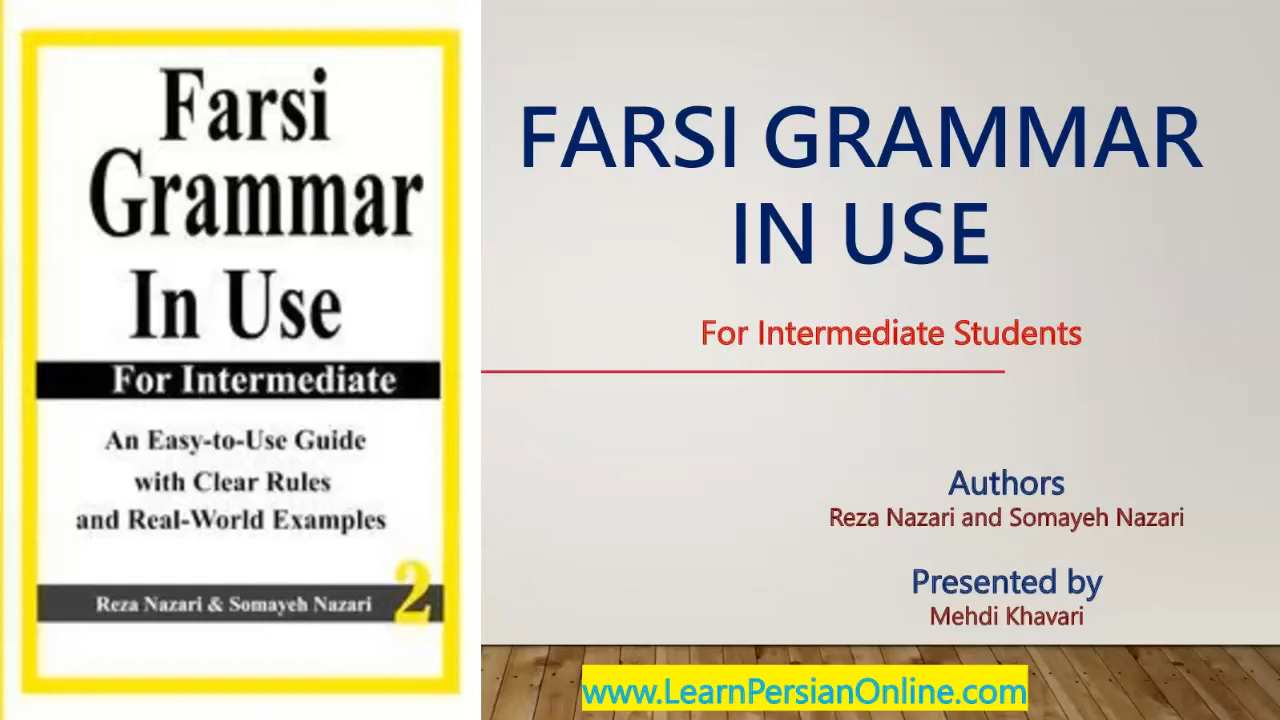 Farsi
Grammar
In Use
For Intermediate
An Easy-to-Use Guide
with Clear Rules
and Real-World Examples
Reza Nazari & Somayeh Nazari 2
FARSI GRAMMAR
IN USE
For Intermediate Students
Authors
Reza Nazari and Somayeh Nazari
Presented by
Mehdi Khavari
www.LearnPersianOnline.com